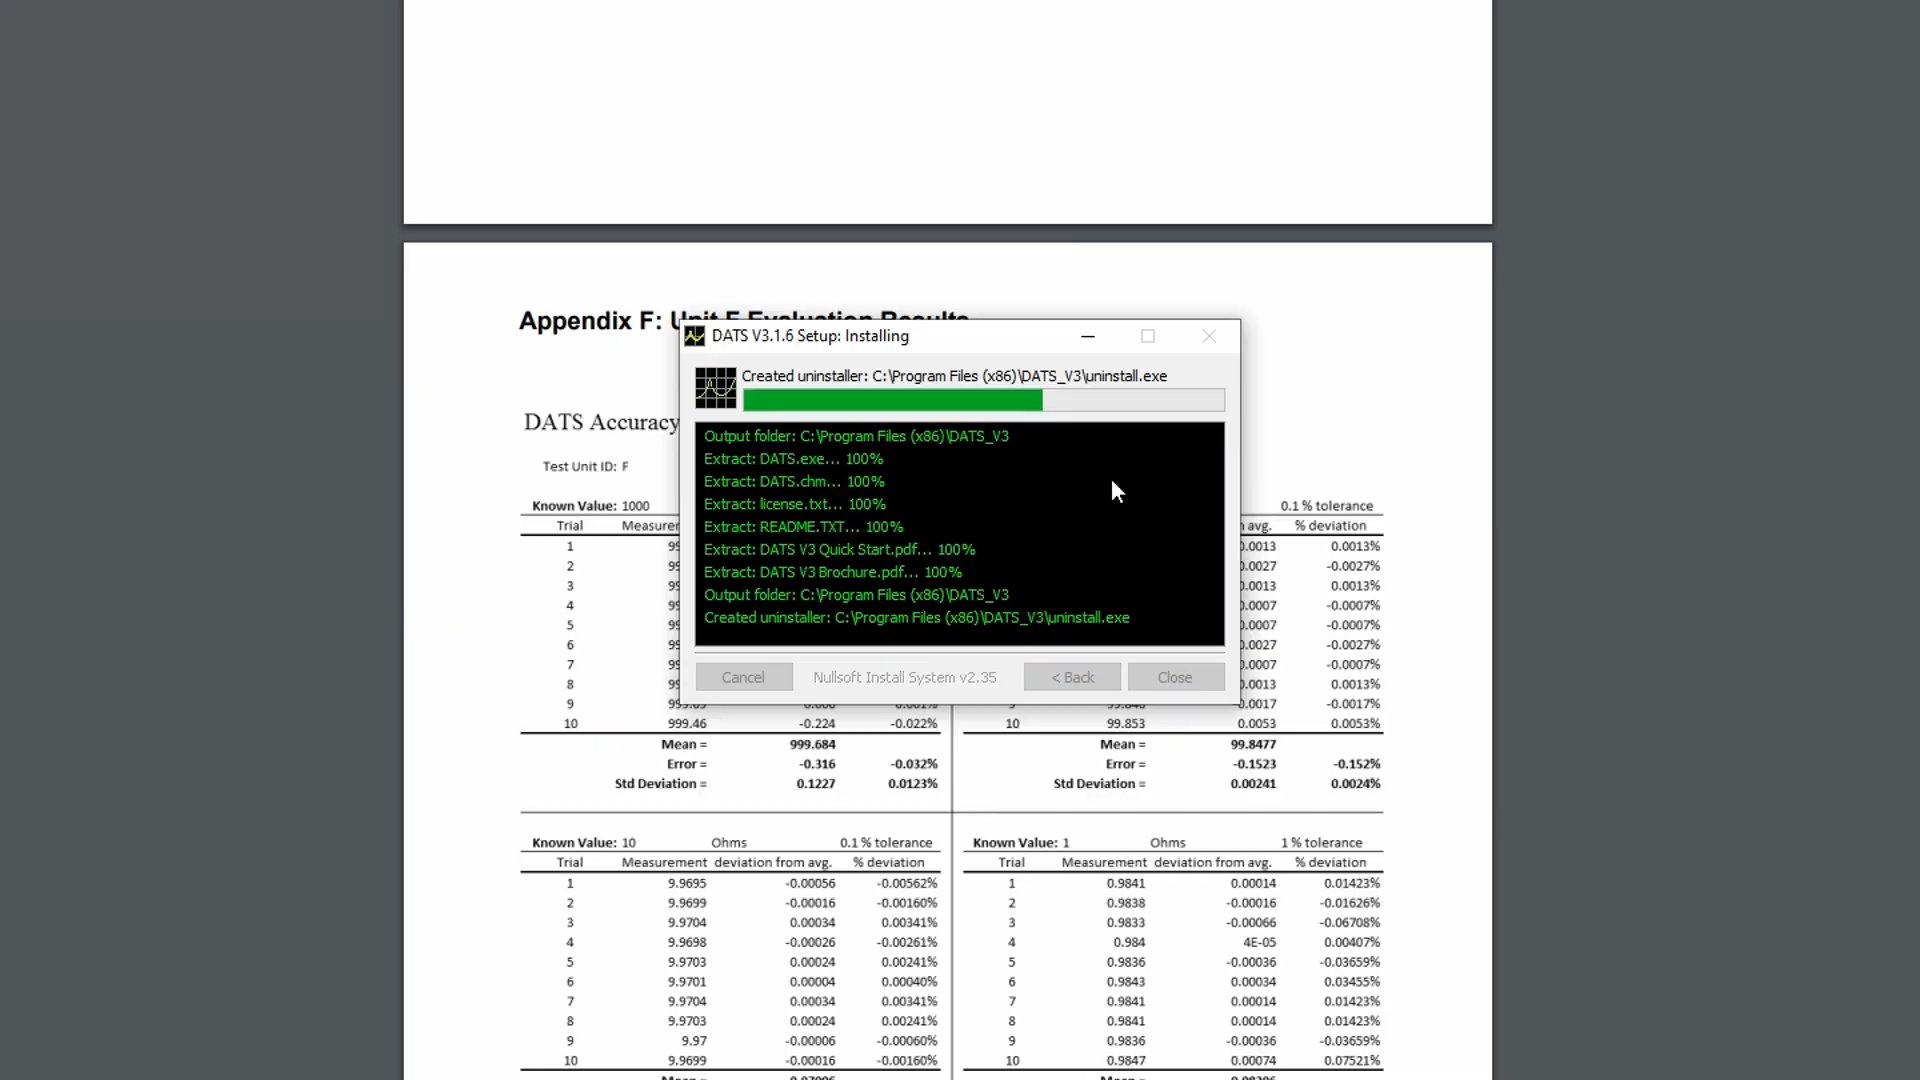 Appendix F: Unit F Evaluation Results
DATS V3.1.6 Setup: Installing
Created uninstaller: C:\Program Files (x86)\DATS_V3\uninstall.exe
Output folder: C:\Program Files (x86)\DATS_V3
Extract: DATS.exe... 100%
Extract: DATS.chm... 100%
Extract: license.txt... 100%
Extract: README.TXT... 100%
Extract: DATS V3 Quick Start.pdf... 100%
Extract: DATS V3 Brochure.pdf... 100%
Output folder: C:\Program Files (x86)\DATS_V3
Created uninstaller: C:\Program Files (x86)\DATS_V3\uninstall.exe
Cancel Nullsoft Install System v2.35 < Back Close
DATS Accuracy
Test Unit ID: F
Known Value: 1000 0.1% tolerance
Trial avg. % deviation
1 0.0013%
2 -0.0027%
3 0.0013%
4 -0.0007%
5 -0.0007%
6 -0.0027%
7 -0.0007%
8 0.0013%
9 -0.0017%
10 999.46 -0.224 -0.022% 10 99.853 0.0053 0.0053%
Mean = 999.684 Mean = 99.8477
Error = -0.316 -0.032% Error = -0.1523 -0.152%
Std Deviation = 0.1227 0.0123% Std Deviation = 0.00241 0.0024%
Known Value: 10 Ohms 0.1% tolerance
Trial Measurement deviation from avg. % deviation
1 9.9695 -0.00056 -0.00562%
2 9.9699 -0.00016 -0.00160%
3 9.9704 0.00034 0.00341%
4 9.9698 -0.00026 -0.00261%
5 9.9703 0.00024 0.00241%
6 9.9701 0.00004 0.00040%
7 9.9704 0.00034 0.00341%
8 9.9703 0.00024 0.00241%
9 9.97 -0.00006 -0.00060%
10 9.9699 -0.00016 -0.00160%
Known Value: 1 Ohms 1% tolerance
Trial Measurement deviation from avg. % deviation
1 0.9841 0.00014 0.01423%
2 0.9838 -0.00016 -0.01626%
3 0.9833 -0.00066 -0.06708%
4 0.984 4E-05 0.00407%
5 0.9836 -0.00036 -0.03659%
6 0.9843 0.00034 0.03455%
7 0.9841 0.00014 0.01423%
8 0.9841 0.00014 0.01423%
9 0.9836 -0.00036 -0.03659%
10 0.9847 0.00074 0.07521%